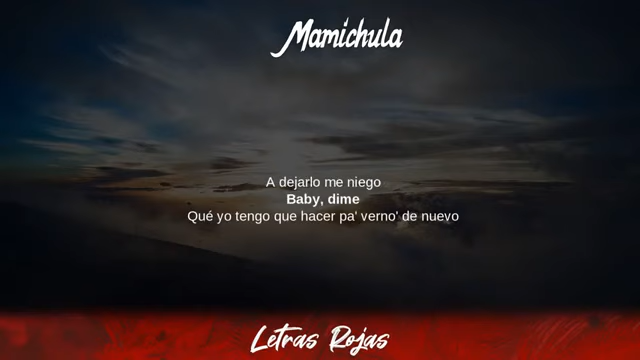 Mamichula
A dejarlo me niego
Baby, dime
Qué yo tengo que hacer pa' verno' de nuevo
Letras Rojas